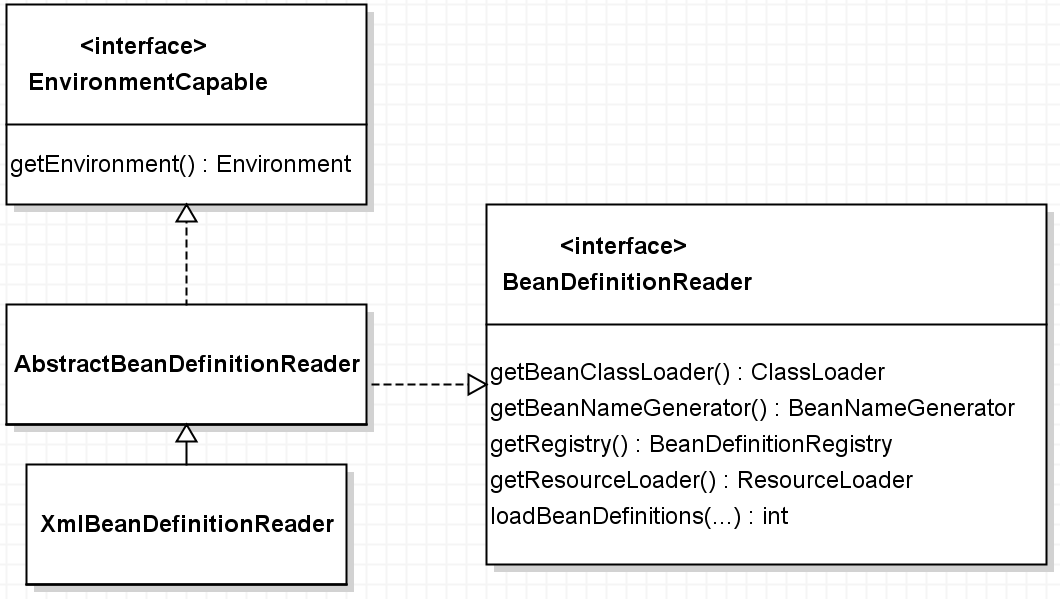 <interface>
EnvironmentCapable
getEnvironment() : Environment
AbstractBeanDefinitionReader
XmlBeanDefinitionReader
<interface>
BeanDefinitionReader
getBeanClassLoader() : ClassLoader
getBeanNameGenerator() : BeanNameGenerator
getRegistry() : BeanDefinitionRegistry
getResourceLoader() : ResourceLoader
loadBeanDefinitions(...) : int